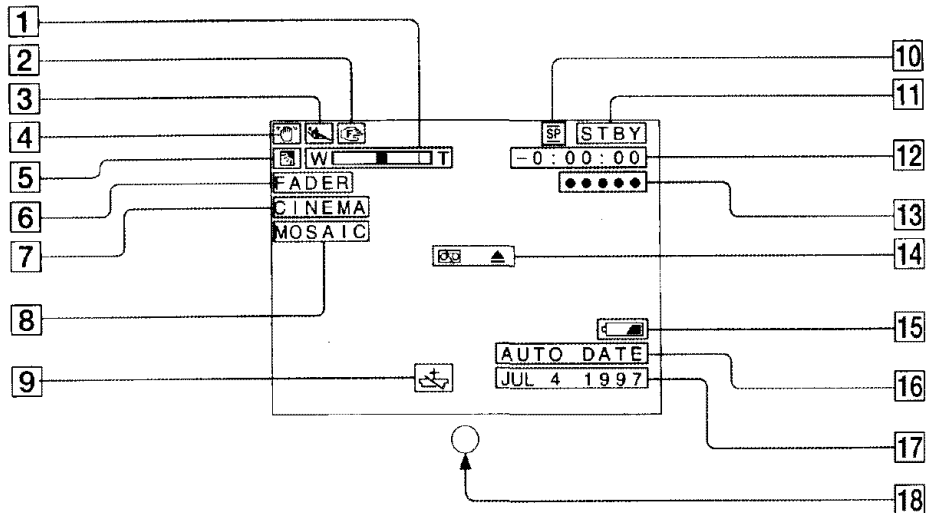 1
2
3
4
5
6
7
8
9
10
11
12
13
14
15
16
17
18
F
SP STBY
W T -0:00:00
FADER
CINEMA
MOSAIC
AUTO DATE
JUL 4 1997